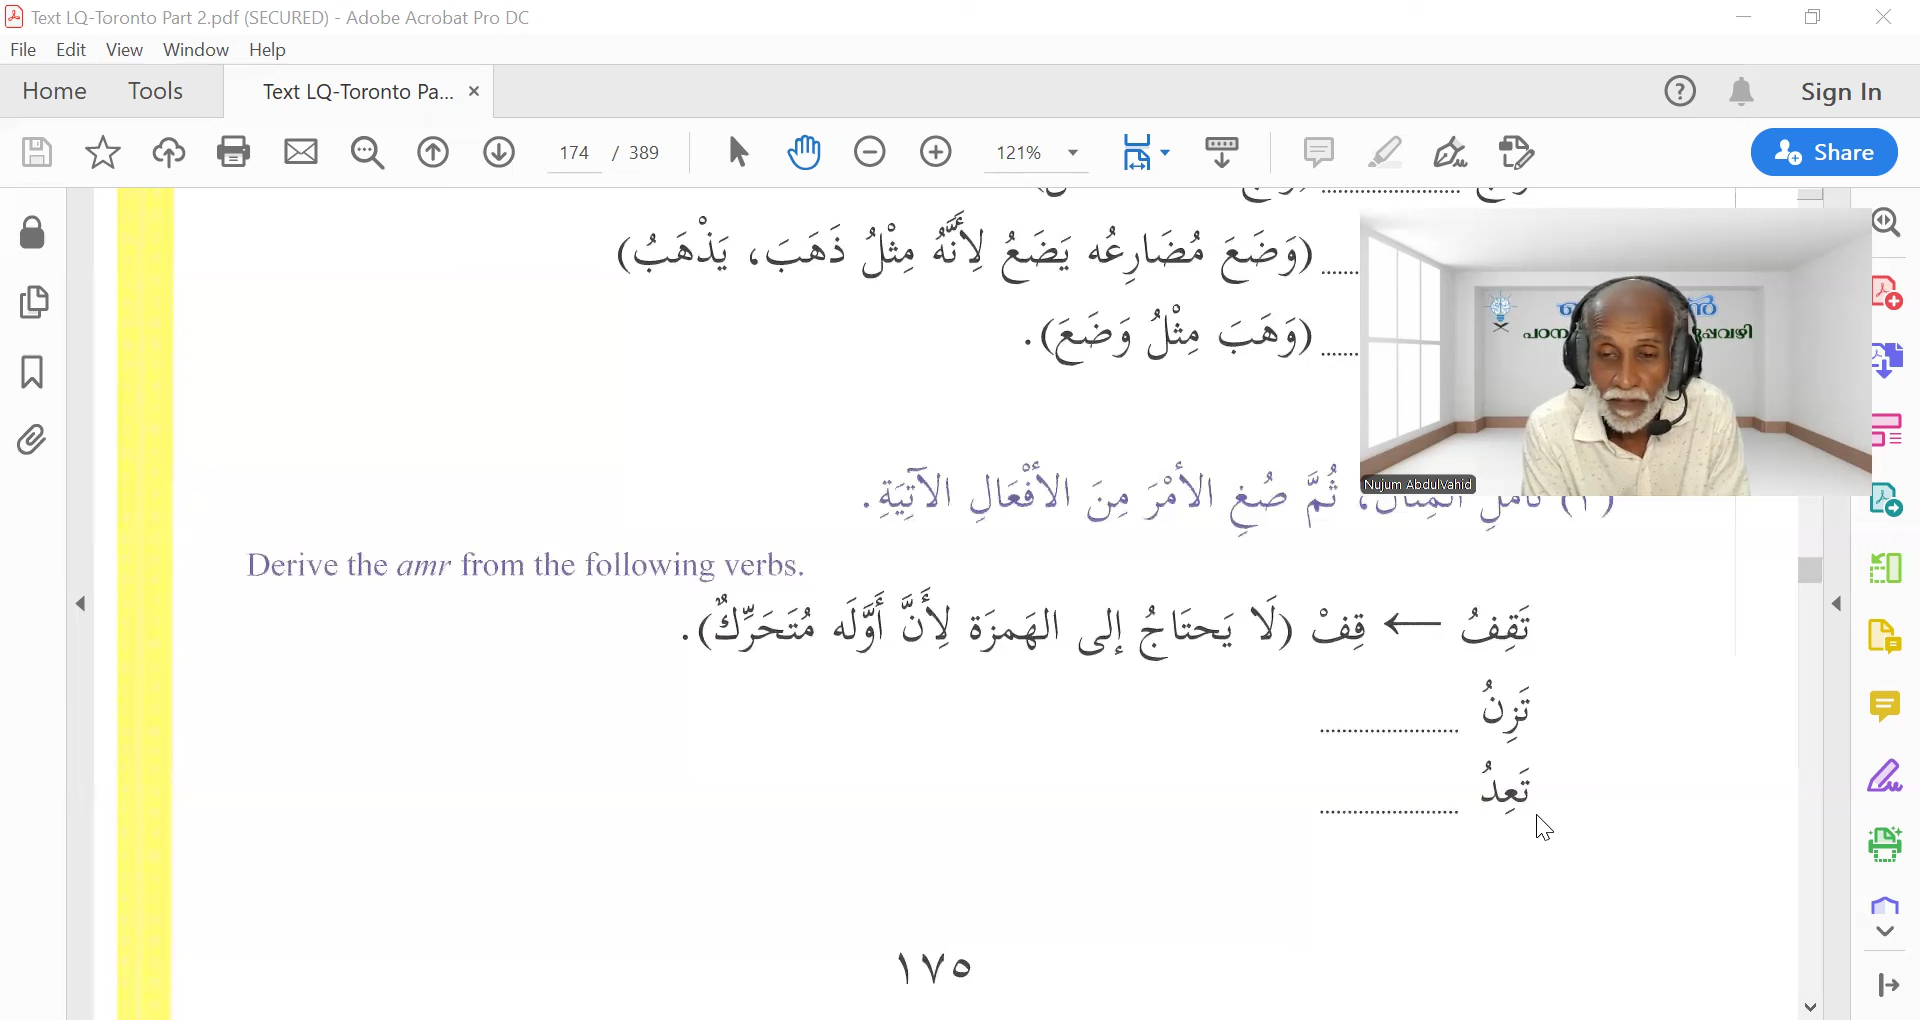 Text LQ-Toronto Part 2.pdf (SECURED) - Adobe Acrobat Pro DC
File Edit View Window Help
Home Tools Text LQ-Toronto Pa... × Sign In
174 / 389 121% Share
(وَضَعَ مُضَارِعُه يَضَعُ لِأَنَّهُ مِثْلُ ذَهَبَ، يَذْهَبُ) ......
(وَهَبَ مِثْلُ وَضَعَ). ......
Nujum AbdulVahid
ثُمَّ صُغِ الأَمْرَ مِنَ الأَفْعَالِ الآتِيَةِ.
Derive the amr from the following verbs.
تَقِفُ ← قِفْ (لَا يَحتَاجُ إلى الهَمزَة لِأَنَّ أَوَّلَه مُتَحَرِّكٌ).
تَزِنُ ........................
تَعِدُ ........................
١٧٥